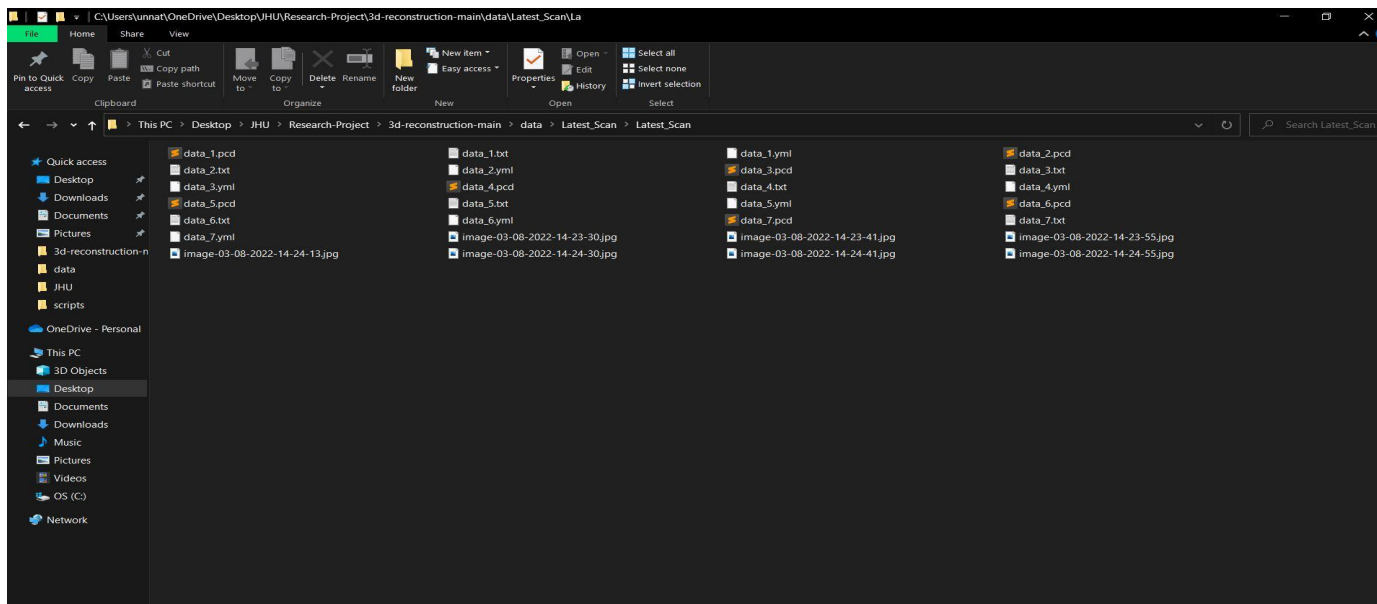 C:\Users\unnat\OneDrive\Desktop\JHU\Research-Project\3d-reconstruction-main\data\Latest_Scan\La
File Home Share View
Pin to Quick access
Copy
Paste
Cut
Copy path
Paste shortcut
Clipboard
Move to
Copy to
Delete
Rename
Organize
New folder
New item
Easy access
New
Properties
Open
Edit
History
Open
Select all
Select none
Invert selection
Select
This PC > Desktop > JHU > Research-Project > 3d-reconstruction-main > data > Latest_Scan > Latest_Scan
Search Latest_Scan
Quick access
Desktop
Downloads
Documents
Pictures
3d-reconstruction-n
data
JHU
scripts
OneDrive - Personal
This PC
3D Objects
Desktop
Documents
Downloads
Music
Pictures
Videos
OS (C:)
Network
data_1.pcd data_1.txt data_1.yml data_2.pcd
data_2.txt data_2.yml data_3.pcd data_3.txt
data_3.yml data_4.pcd data_4.txt data_4.yml
data_5.pcd data_5.txt data_5.yml data_6.pcd
data_6.txt data_6.yml data_7.pcd data_7.txt
data_7.yml image-03-08-2022-14-23-30.jpg image-03-08-2022-14-23-41.jpg image-03-08-2022-14-23-55.jpg
image-03-08-2022-14-24-13.jpg image-03-08-2022-14-24-30.jpg image-03-08-2022-14-24-41.jpg image-03-08-2022-14-24-55.jpg